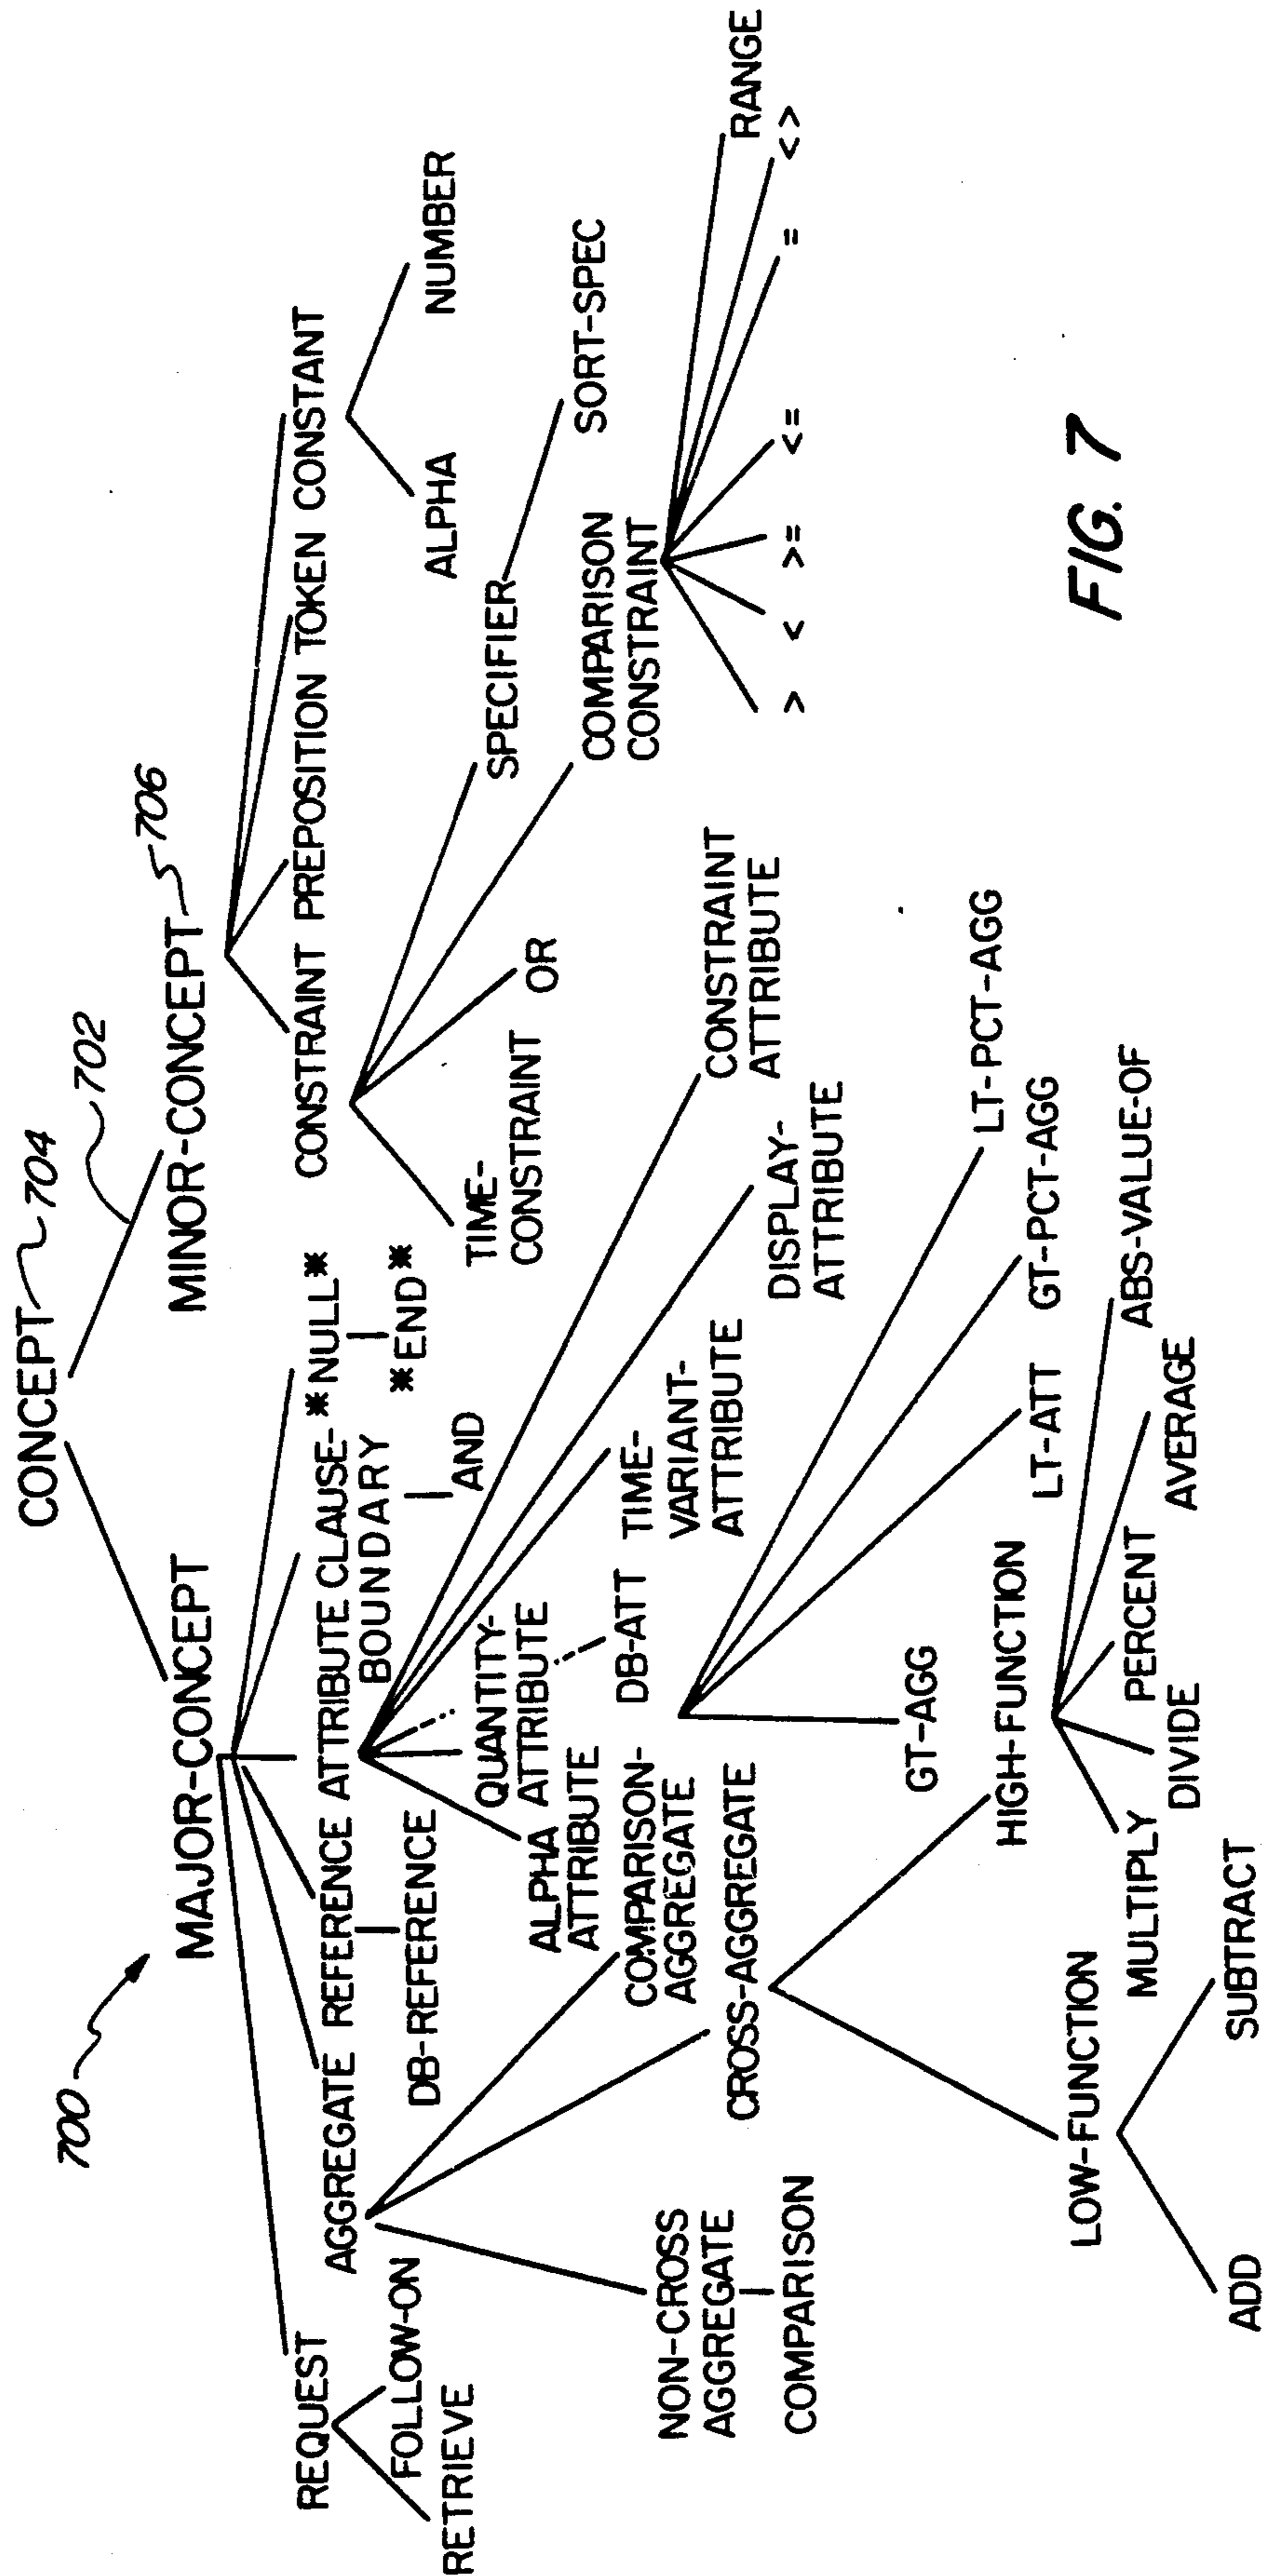 CONCEPT 704
702
700
MAJOR-CONCEPT
MINOR-CONCEPT 706
REQUEST
AGGREGATE
REFERENCE
ATTRIBUTE
CLAUSE-
BOUNDARY
*NULL*
CONSTRAINT
PREPOSITION
TOKEN
CONSTANT
FOLLOW-ON
RETRIEVE
DB-REFERENCE
AND
*END*
ALPHA
NUMBER
TIME-
CONSTRAINT
OR
SPECIFIER
SORT-SPEC
COMPARISON
CONSTRAINT
>
<
>=
<=
=
<>
RANGE
ALPHA
ATTRIBUTE
QUANTITY-
ATTRIBUTE
DB-ATT
TIME-
VARIANT-
ATTRIBUTE
DISPLAY-
ATTRIBUTE
CONSTRAINT
ATTRIBUTE
NON-CROSS
AGGREGATE
COMPARISON
COMPARISON-
AGGREGATE
CROSS-AGGREGATE
GT-AGG
LT-ATT
GT-PCT-AGG
LT-PCT-AGG
LOW-FUNCTION
HIGH-FUNCTION
ADD
SUBTRACT
MULTIPLY
DIVIDE
PERCENT
AVERAGE
ABS-VALUE-OF
FIG. 7